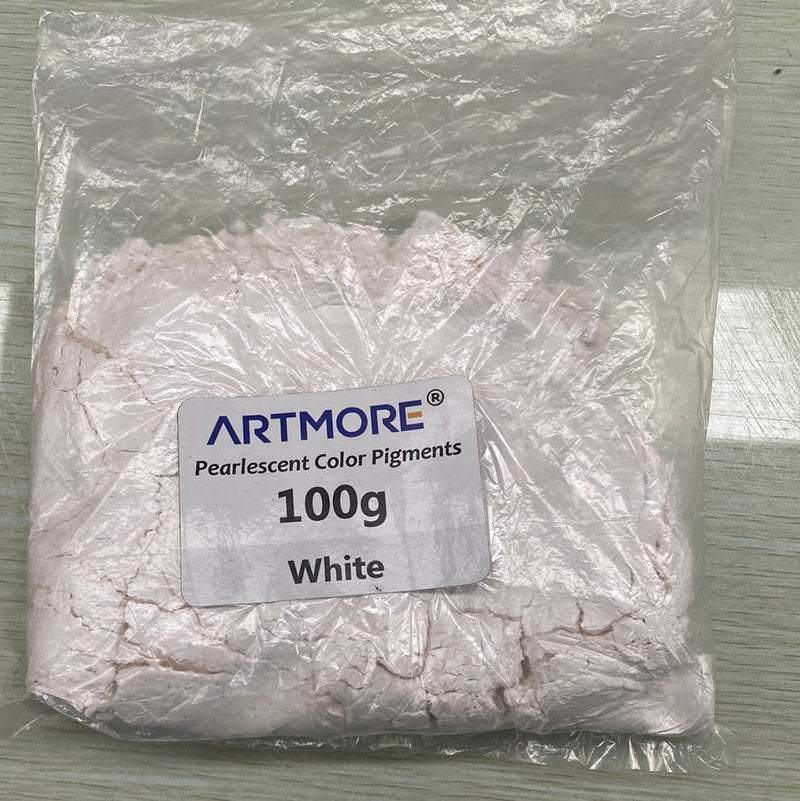 ARTMORE®
Pearlescent Color Pigments
100g
White